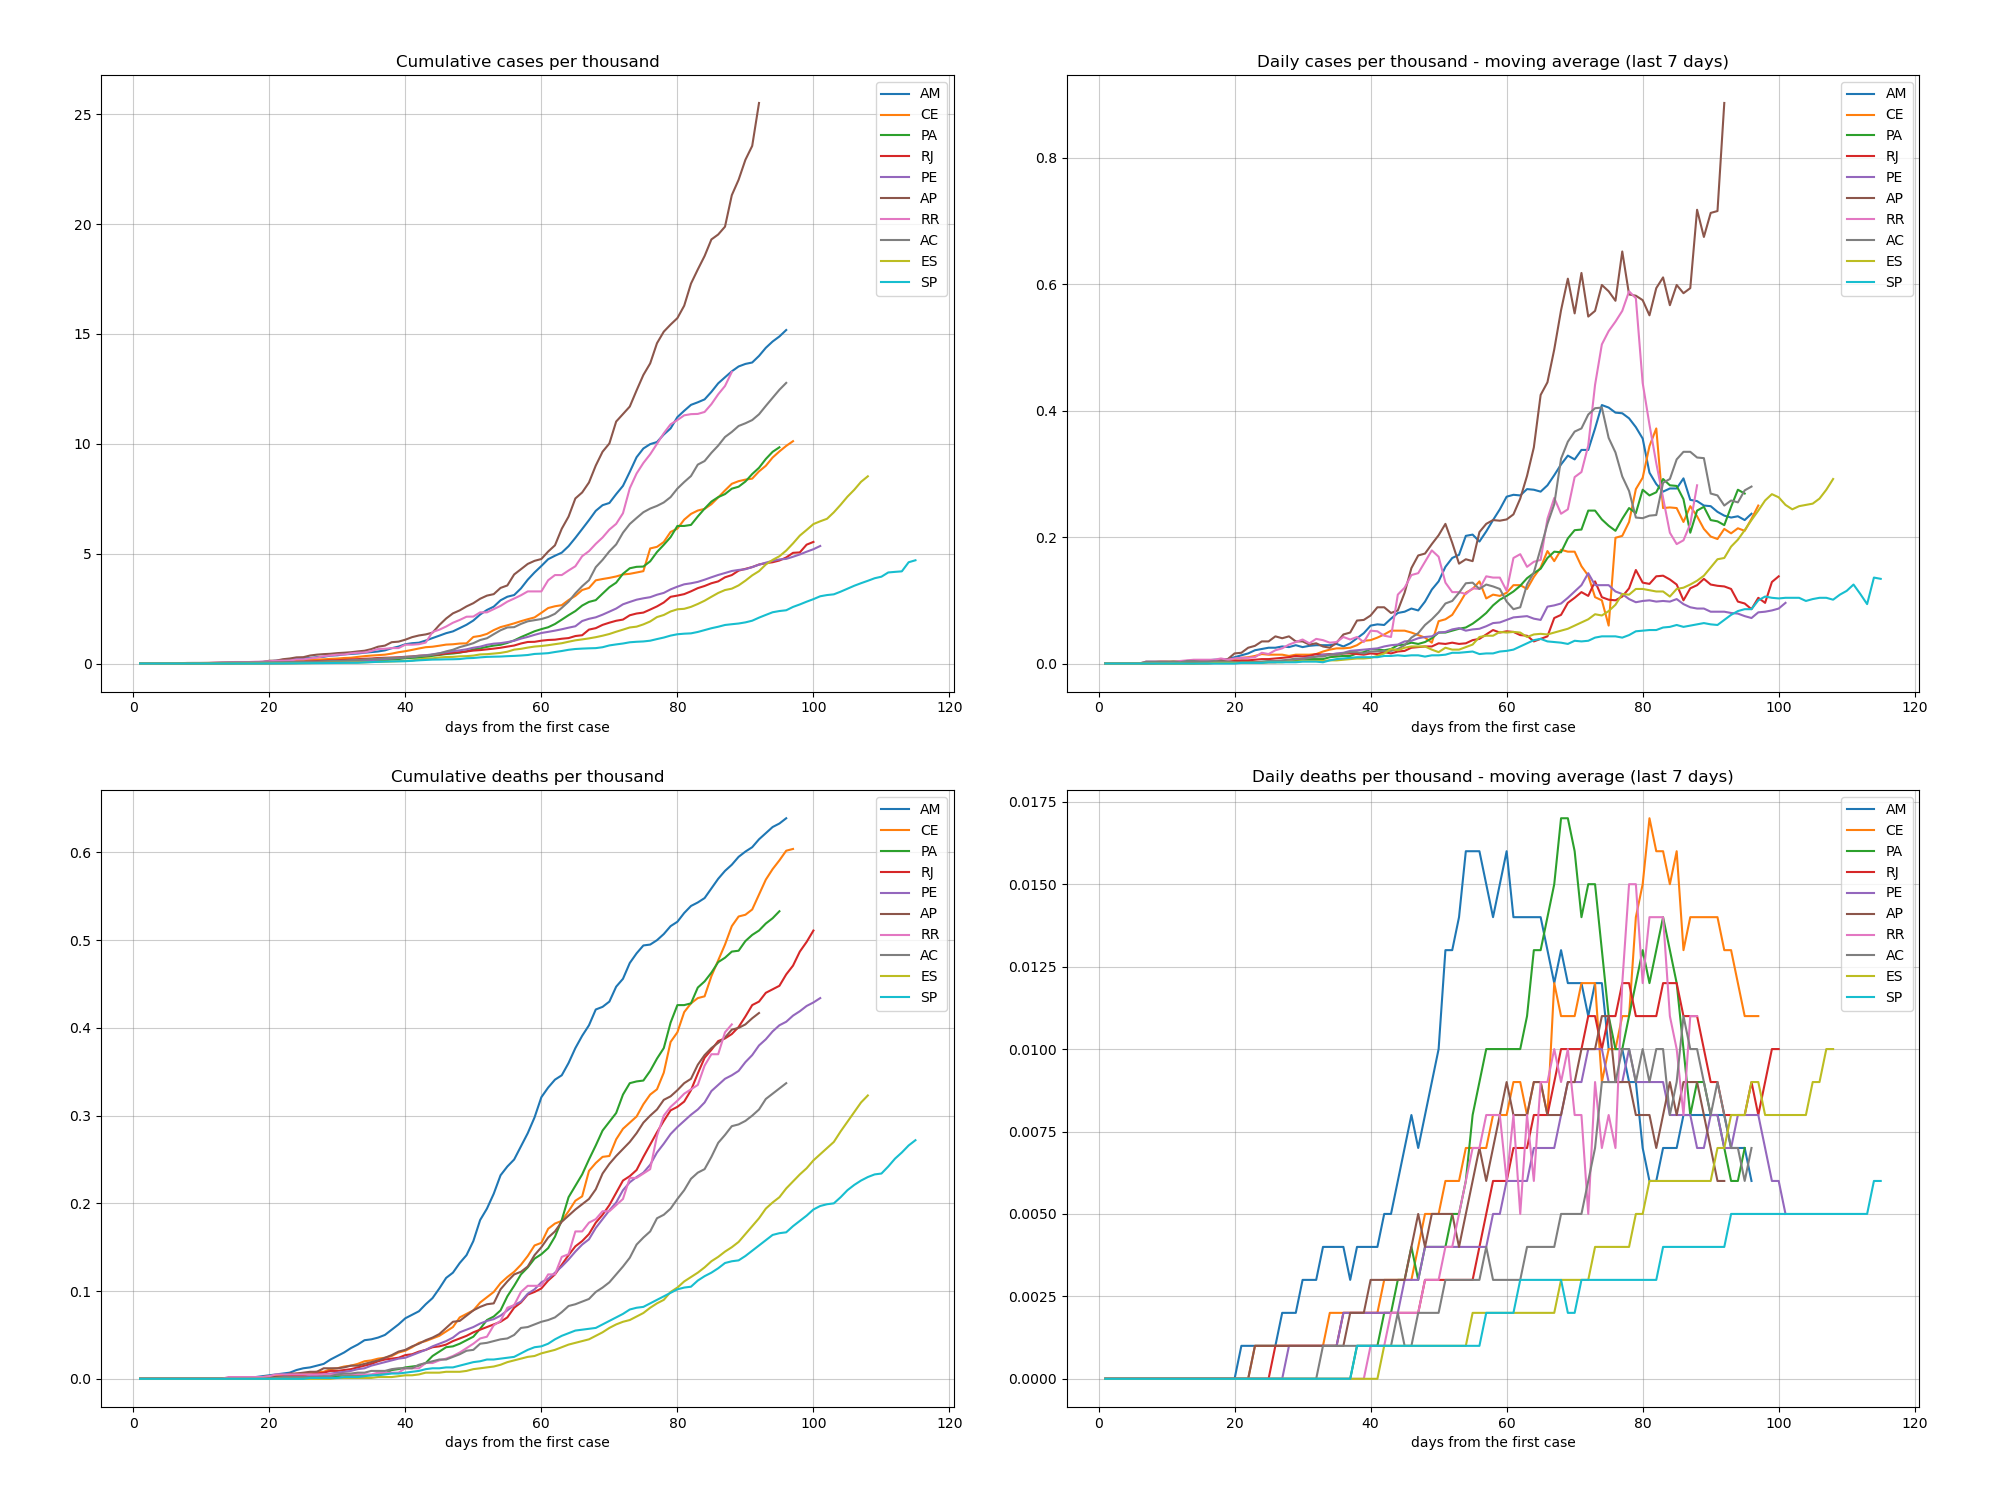 Cumulative cases per thousand
25
20
15
10
5
0
0 20 40 60 80 100 120
days from the first case
AM
CE
PA
RJ
PE
AP
RR
AC
ES
SP
Daily cases per thousand - moving average (last 7 days)
0.8
0.6
0.4
0.2
0.0
0 20 40 60 80 100 120
days from the first case
AM
CE
PA
RJ
PE
AP
RR
AC
ES
SP
Cumulative deaths per thousand
0.6
0.5
0.4
0.3
0.2
0.1
0.0
0 20 40 60 80 100 120
days from the first case
AM
CE
PA
RJ
PE
AP
RR
AC
ES
SP
Daily deaths per thousand - moving average (last 7 days)
0.0175
0.0150
0.0125
0.0100
0.0075
0.0050
0.0025
0.0000
0 20 40 60 80 100 120
days from the first case
AM
CE
PA
RJ
PE
AP
RR
AC
ES
SP